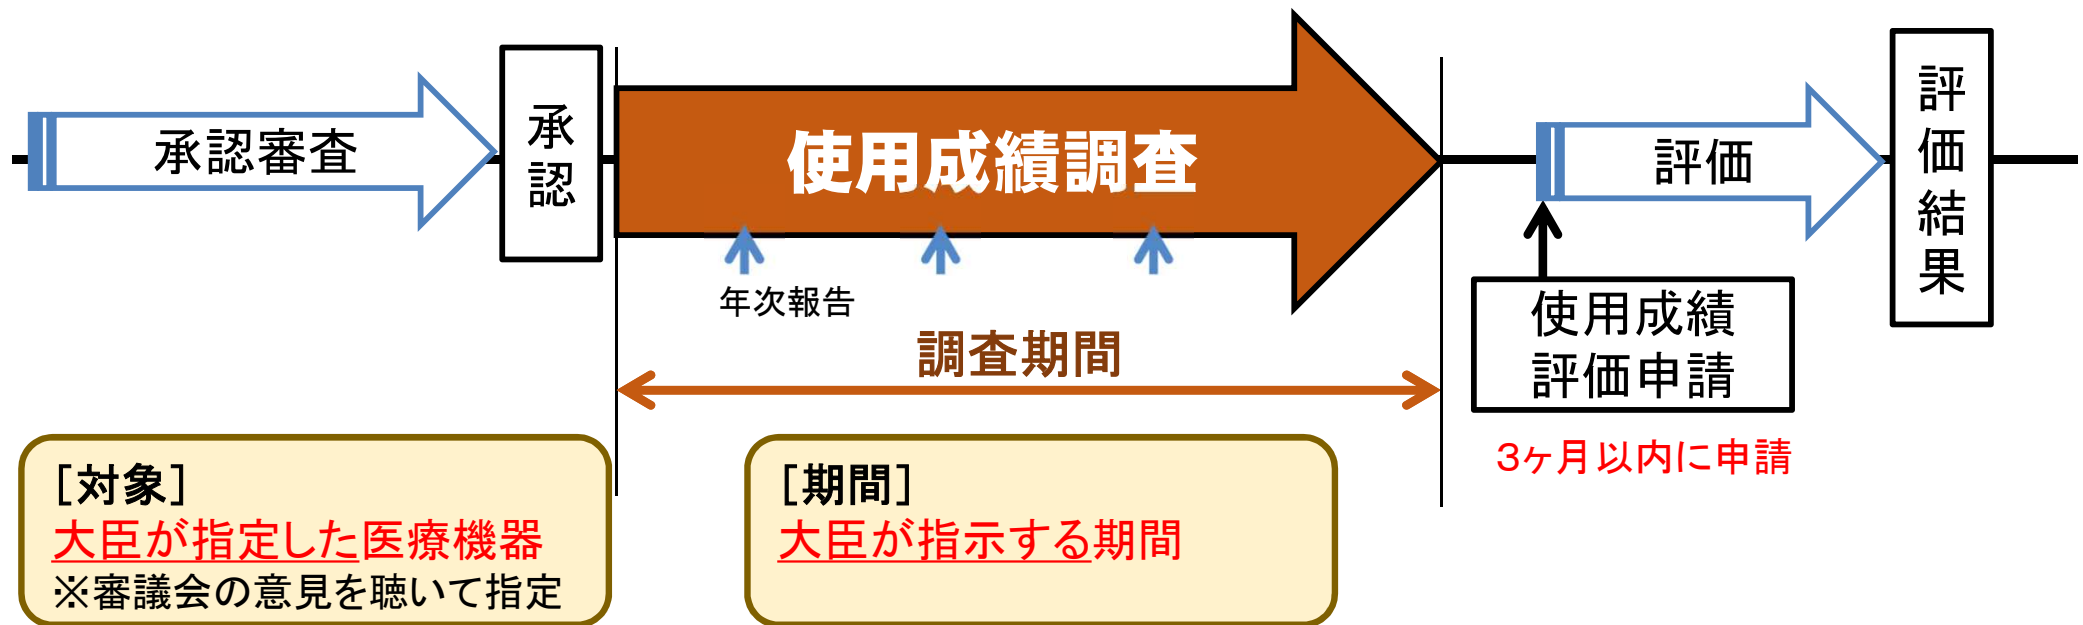 承認審査
承認
使用成績調査
評価
評価結果
年次報告
調査期間
使用成績
評価申請
3ヶ月以内に申請
［対象］
大臣が指定した医療機器
※審議会の意見を聴いて指定
［期間］
大臣が指示する期間